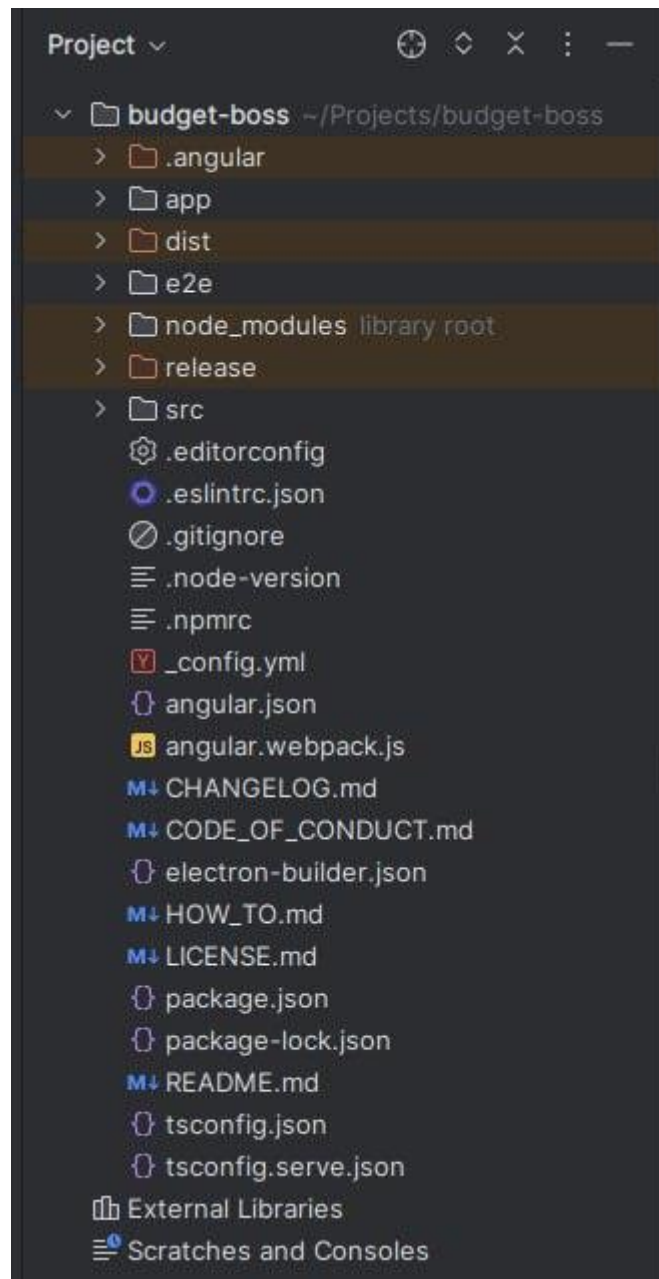 Project
budget-boss ~/Projects/budget-boss
.angular
app
dist
e2e
node_modules library root
release
src
.editorconfig
.eslintrc.json
.gitignore
.node-version
.npmrc
Y _config.yml
angular.json
JS angular.webpack.js
M↓ CHANGELOG.md
M↓ CODE_OF_CONDUCT.md
electron-builder.json
M↓ HOW_TO.md
M↓ LICENSE.md
package.json
package-lock.json
M↓ README.md
tsconfig.json
tsconfig.serve.json
External Libraries
Scratches and Consoles